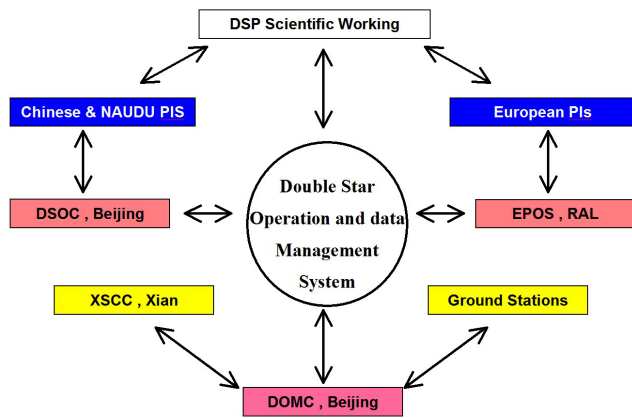 DSP Scientific Working
Chinese & NAUDU PIS
European PIs
Double Star
Operation and data
Management
System
DSOC , Beijing
EPOS , RAL
XSCC , Xian
Ground Stations
DOMC , Beijing